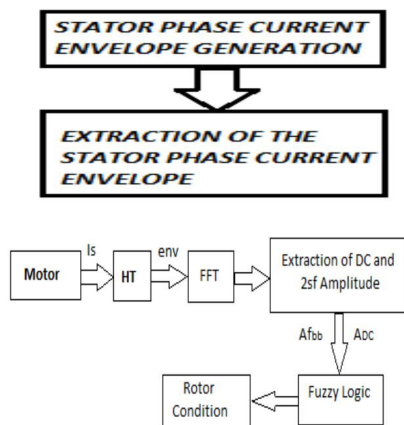 STATOR PHASE CURRENT
ENVELOPE GENERATION
EXTRACTION OF THE
STATOR PHASE CURRENT
ENVELOPE
Motor
Is
HT
env
FFT
Extraction of DC and
2sf Amplitude
Afbb
ADC
Fuzzy Logic
Rotor
Condition